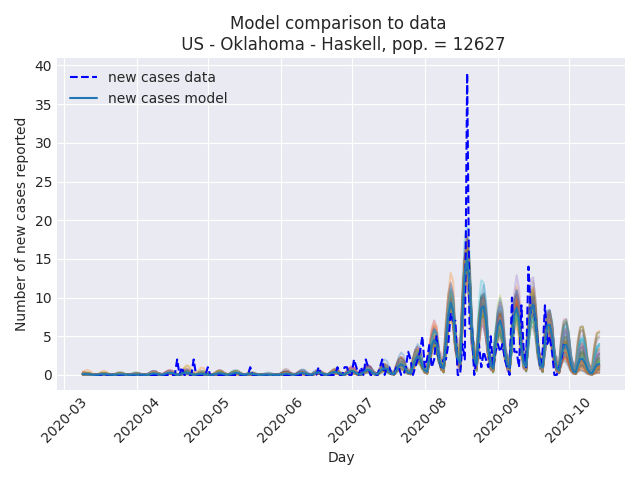 Model comparison to data
US - Oklahoma - Haskell, pop. = 12627
new cases data
new cases model
Number of new cases reported
40
35
30
25
20
15
10
5
0
2020-03
2020-04
2020-05
2020-06
2020-07
2020-08
2020-09
2020-10
Day